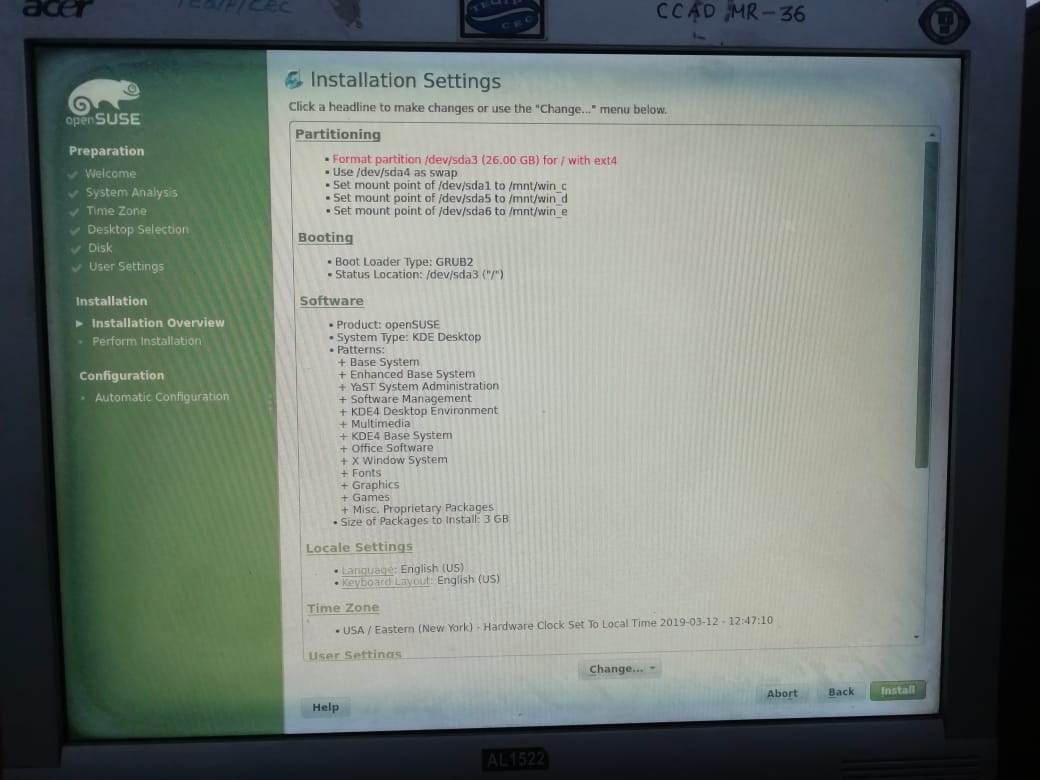 acer
CCAD MR-36
CEC
openSUSE
Preparation
Welcome
System Analysis
Time Zone
Desktop Selection
Disk
User Settings
Installation
Installation Overview
Perform Installation
Configuration
Automatic Configuration
Installation Settings
Click a headline to make changes or use the "Change..." menu below.
Partitioning
• Format partition /dev/sda3 (26.00 GB) for / with ext4
• Use /dev/sda4 as swap
• Set mount point of /dev/sda1 to /mnt/win_c
• Set mount point of /dev/sda5 to /mnt/win_d
• Set mount point of /dev/sda6 to /mnt/win_e
Booting
• Boot Loader Type: GRUB2
• Status Location: /dev/sda3 ("/")
Software
• Product: openSUSE
• System Type: KDE Desktop
• Patterns:
+ Base System
+ Enhanced Base System
+ YaST System Administration
+ Software Management
+ KDE4 Desktop Environment
+ Multimedia
+ KDE4 Base System
+ Office Software
+ X Window System
+ Fonts
+ Graphics
+ Games
+ Misc. Proprietary Packages
• Size of Packages to Install: 3 GB
Locale Settings
• Language: English (US)
• Keyboard Layout: English (US)
Time Zone
• USA / Eastern (New York) - Hardware Clock Set To Local Time 2019-03-12 - 12:47:10
User Settings
Change...
Help
Abort
Back
Install
AL1522